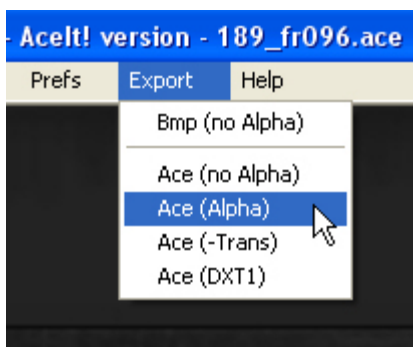 - AceIt! version - 189_fr096.ace
Prefs Export Help
Bmp (no Alpha)
Ace (no Alpha)
Ace (Alpha)
Ace (-Trans)
Ace (DXT1)